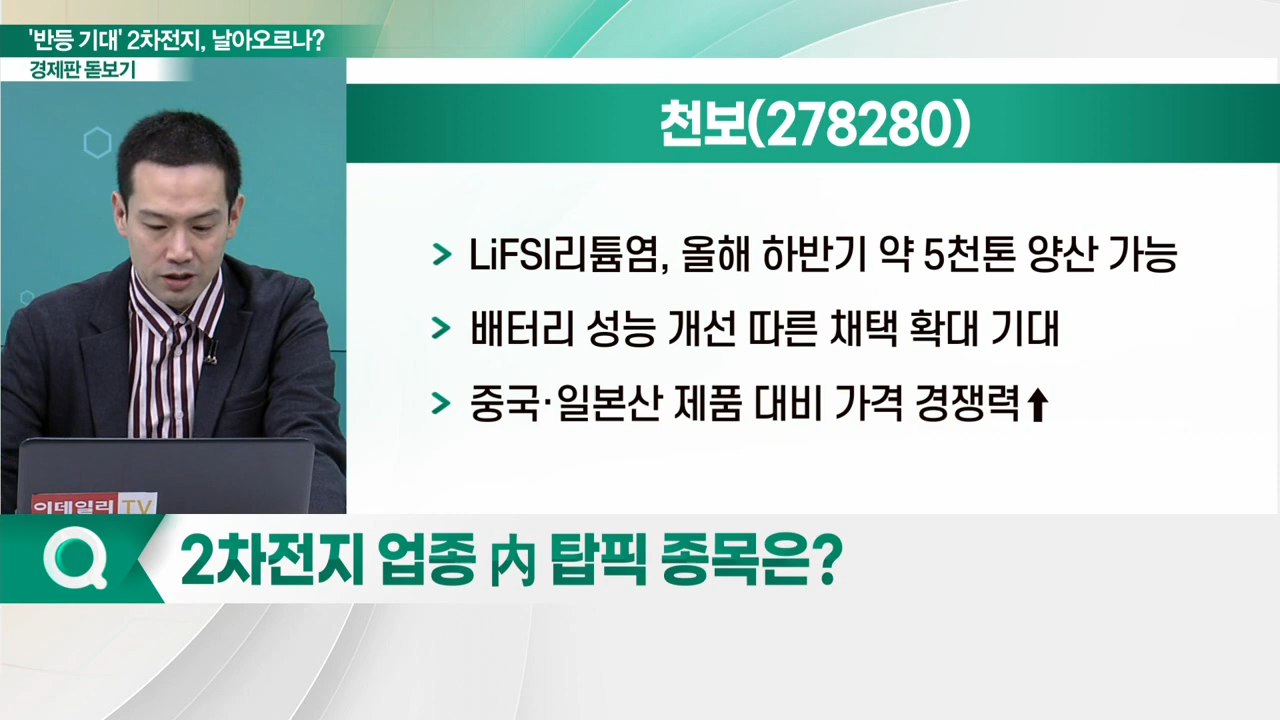 '반등 기대' 2차전지, 날아오르나?
경제판 돋보기
천보(278280)
> LiFSI리튬염, 올해 하반기 약 5천톤 양산 가능
> 배터리 성능 개선 따른 채택 확대 기대
> 중국·일본산 제품 대비 가격 경쟁력⬆
이데일리 TV
2차전지 업종 內 탑픽 종목은?